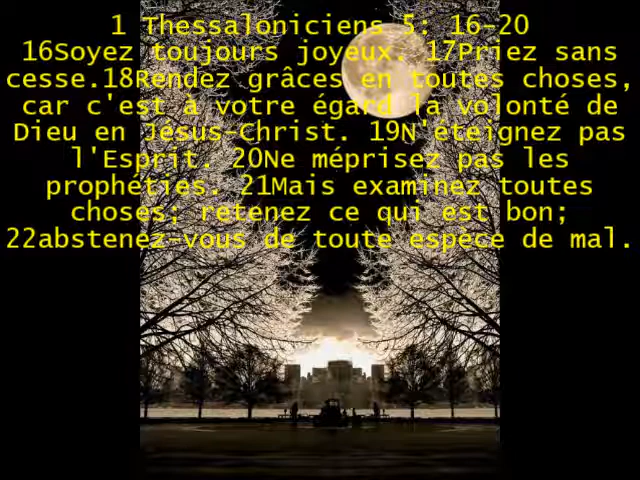 1 Thessaloniciens 5: 16-20
16Soyez toujours joyeux. 17Priez sans
cesse.18Rendez grâces en toutes choses,
car c'est à votre égard la volonté de
Dieu en Jésus-Christ. 19N'éteignez pas
l'Esprit. 20Ne méprisez pas les
prophéties. 21Mais examinez toutes
choses; retenez ce qui est bon;
22abstenez-vous de toute espèce de mal.